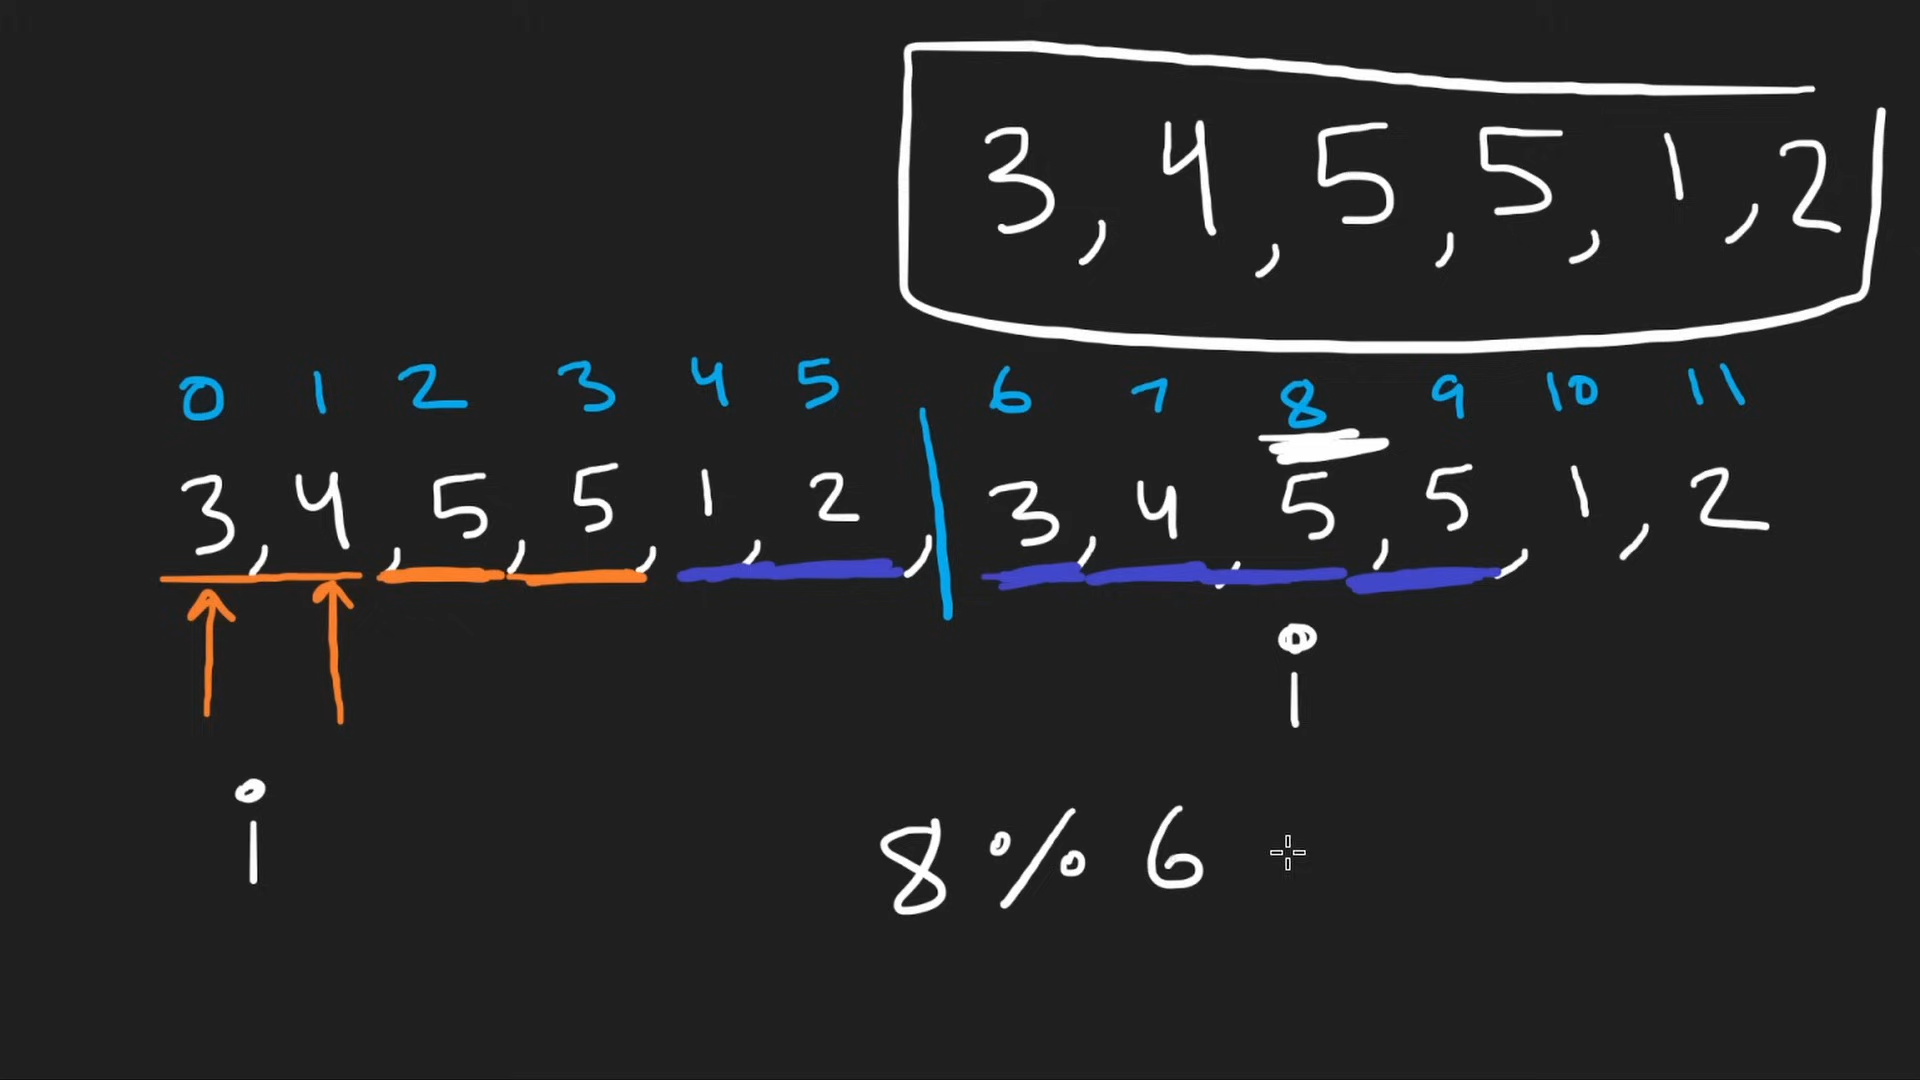 3, 4, 5, 5, 1, 2
0 1 2 3 4 5 6 7 8 9 10 11
3, 4, 5, 5, 1, 2, 3, 4, 5, 5, 1, 2
i
i
8 % 6